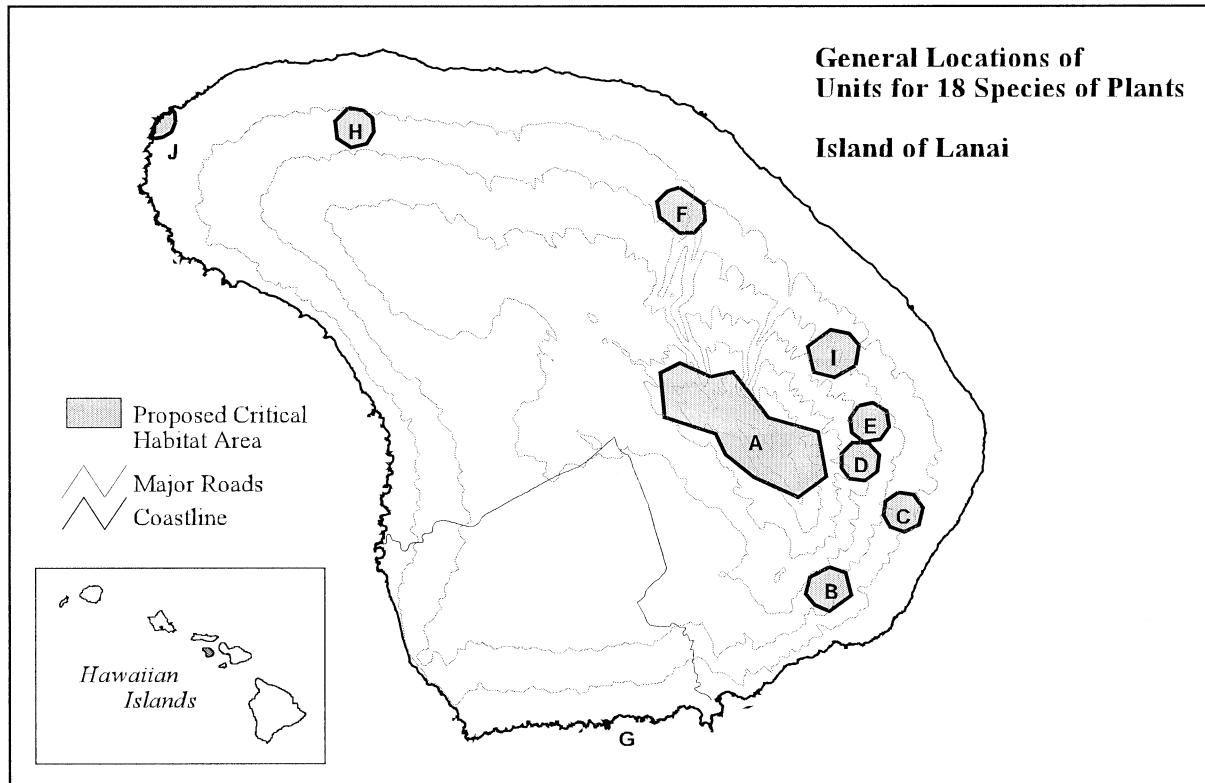 General Locations of
Units for 18 Species of Plants
Island of Lanai
J
H
F
I
A
E
D
C
B
G
Proposed Critical
Habitat Area
Major Roads
Coastline
Hawaiian
Islands